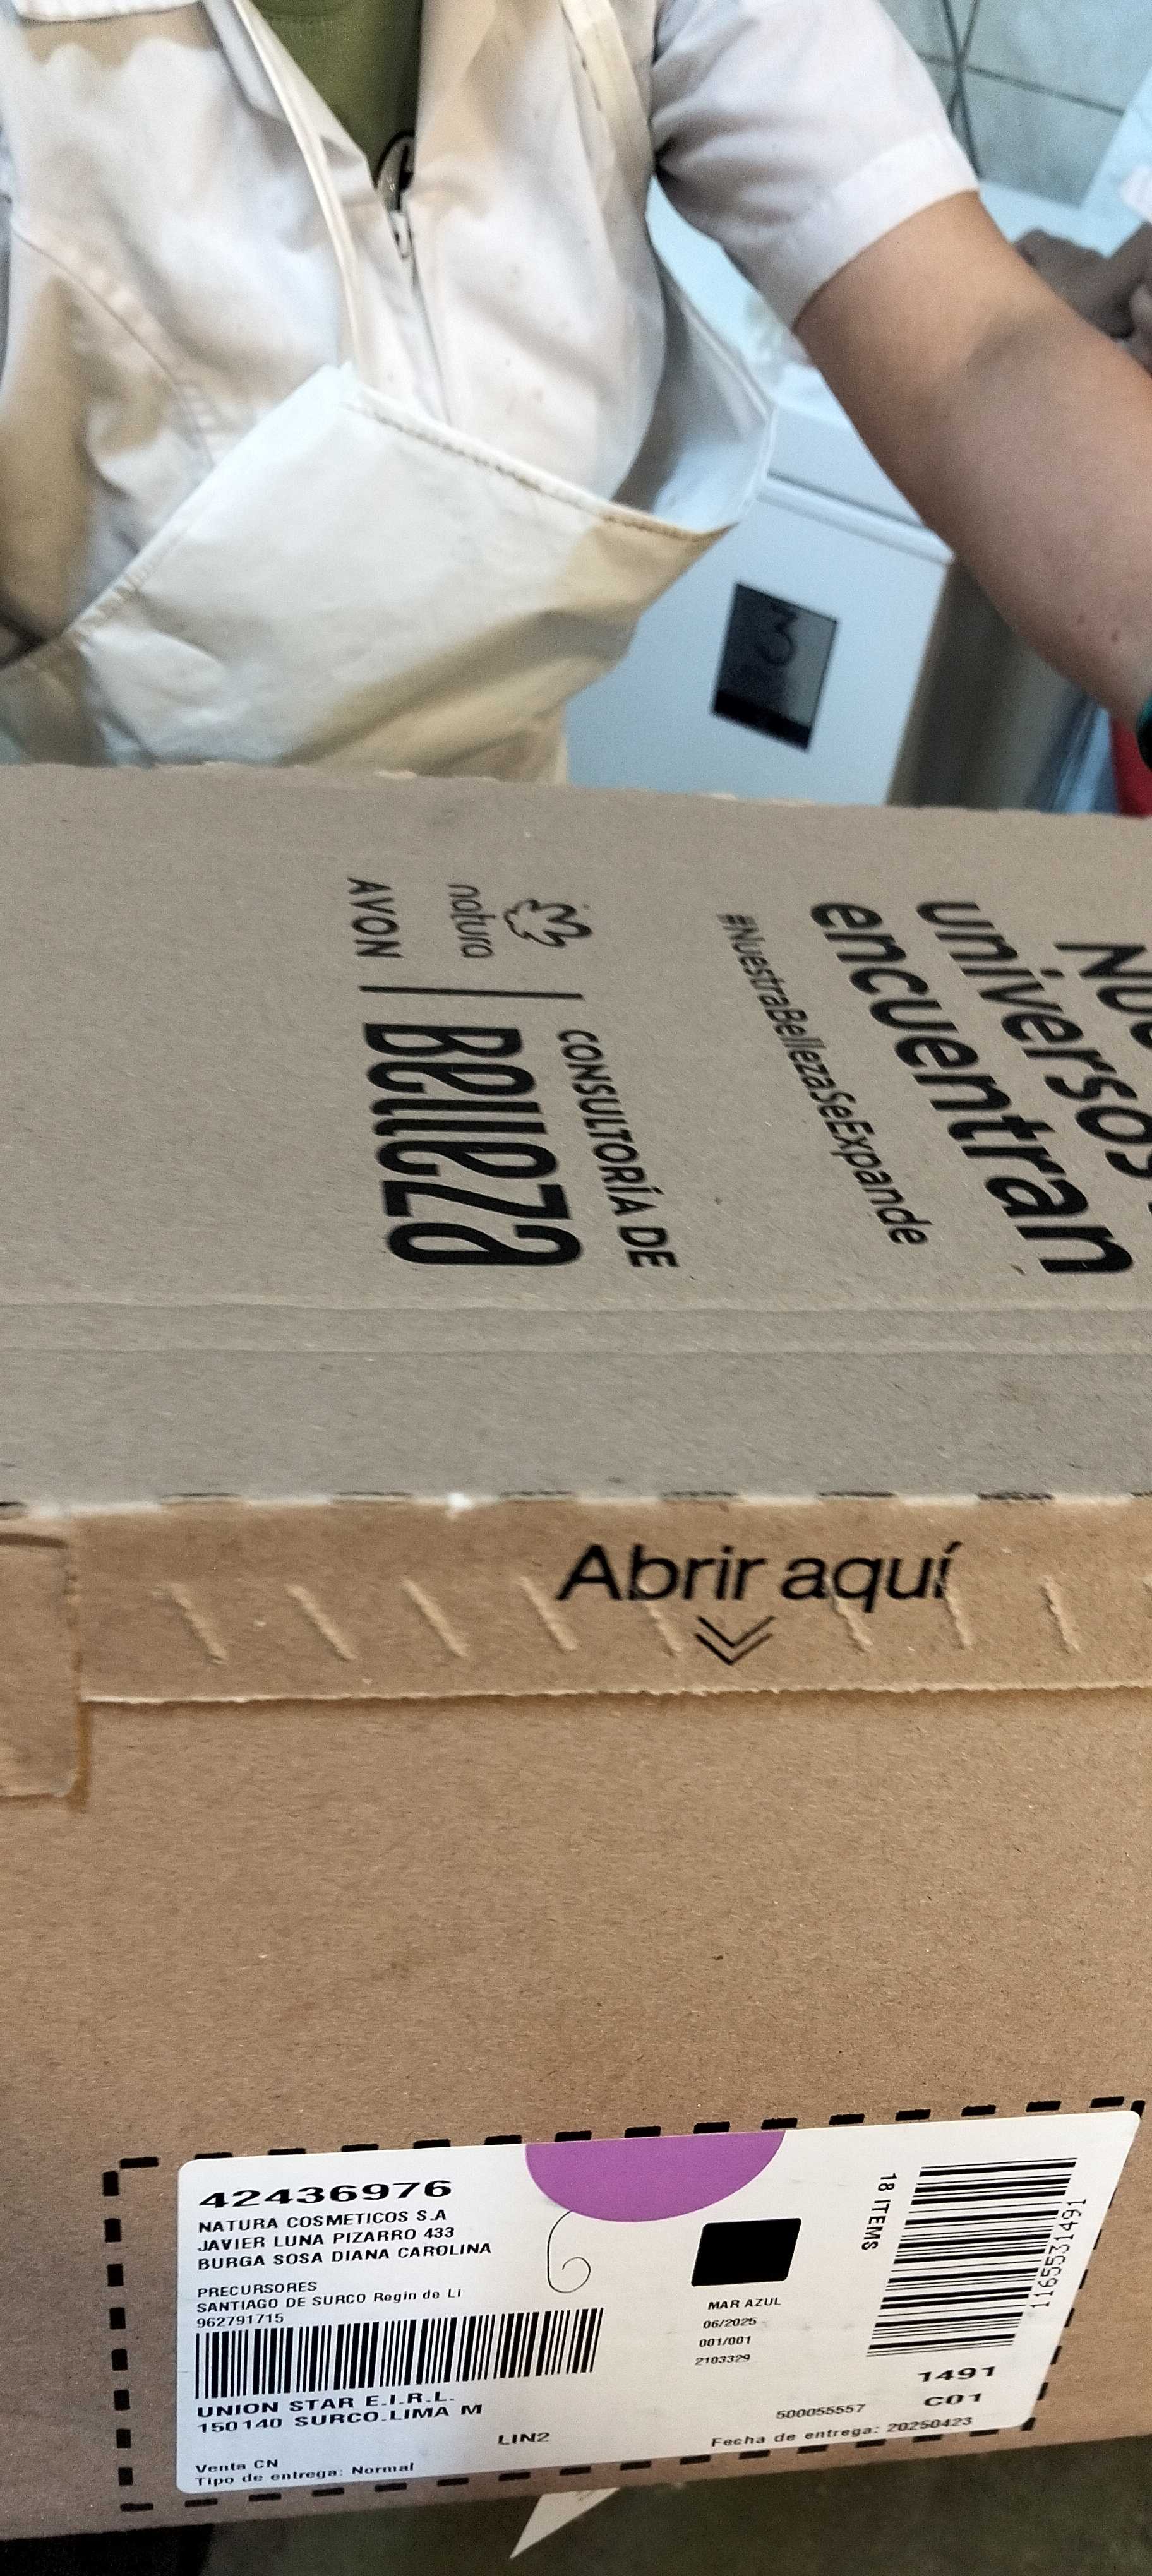 3
AVON
natura
CONSULTORÍA DE
Belleza
#NuestraBellezaSeExpande
universos
encuentran
Abrir aquí
42436976
NATURA COSMETICOS S.A
JAVIER LUNA PIZARRO 433
BURGA SOSA DIANA CAROLINA
PRECURSORES
SANTIAGO DE SURCO Regin de Li
962791715
UNION STAR E.I.R.L.
150140 SURCO.LIMA M
LIN2
Venta CN
Tipo de entrega: Normal
MAR AZUL
06/2025
001/001
2103329
18 ITEMS
1165531491
1491
C01
500055557
Fecha de entrega: 20250423